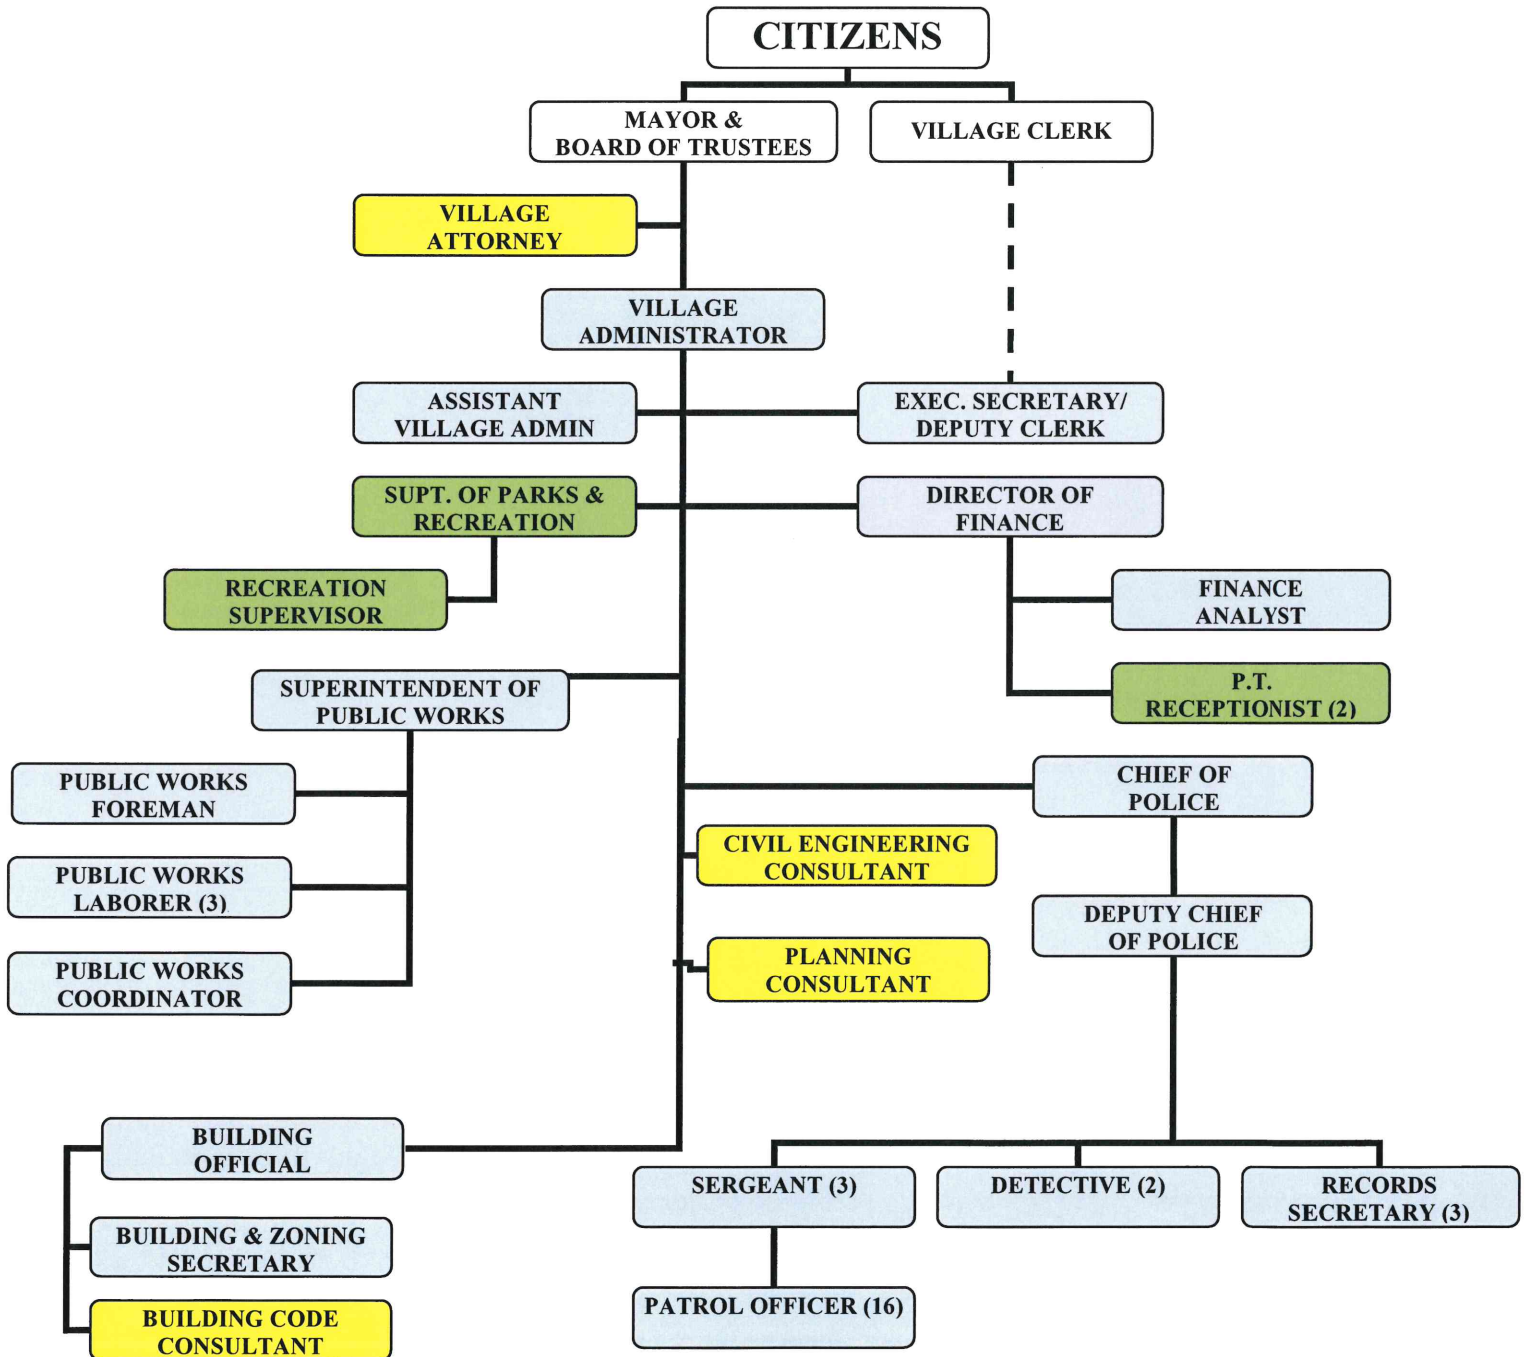 CITIZENS
MAYOR &
BOARD OF TRUSTEES
VILLAGE CLERK
VILLAGE
ATTORNEY
VILLAGE
ADMINISTRATOR
ASSISTANT
VILLAGE ADMIN
EXEC. SECRETARY/
DEPUTY CLERK
SUPT. OF PARKS &
RECREATION
DIRECTOR OF
FINANCE
RECREATION
SUPERVISOR
FINANCE
ANALYST
SUPERINTENDENT OF
PUBLIC WORKS
P.T.
RECEPTIONIST (2)
PUBLIC WORKS
FOREMAN
CHIEF OF
POLICE
CIVIL ENGINEERING
CONSULTANT
PUBLIC WORKS
LABORER (3)
DEPUTY CHIEF
OF POLICE
PLANNING
CONSULTANT
PUBLIC WORKS
COORDINATOR
BUILDING
OFFICIAL
SERGEANT (3)
DETECTIVE (2)
RECORDS
SECRETARY (3)
BUILDING & ZONING
SECRETARY
PATROL OFFICER (16)
BUILDING CODE
CONSULTANT